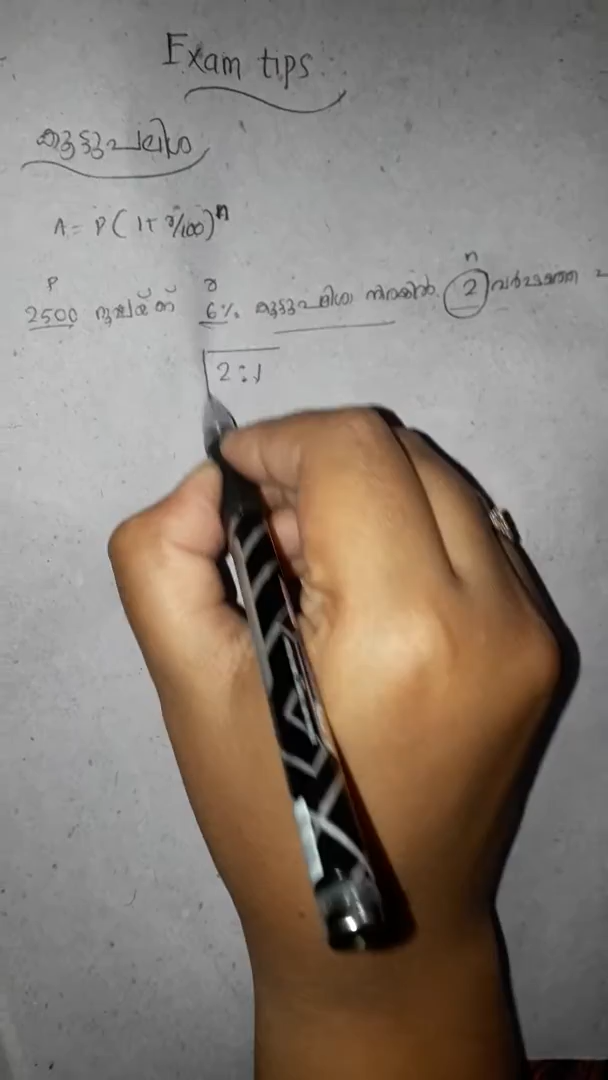 Exam tips
കൂട്ടുപലിശ
A = P ( 1 + r/100)ⁿ
P r n
2500 രൂപയ്ക്ക് 6% കൂട്ടുപലിശ നിരക്കിൽ 2 വർഷത്തെ
2 : 1